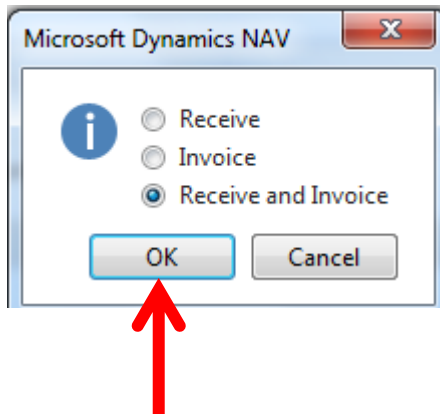 Microsoft Dynamics NAV
Receive
Invoice
Receive and Invoice
OK
Cancel